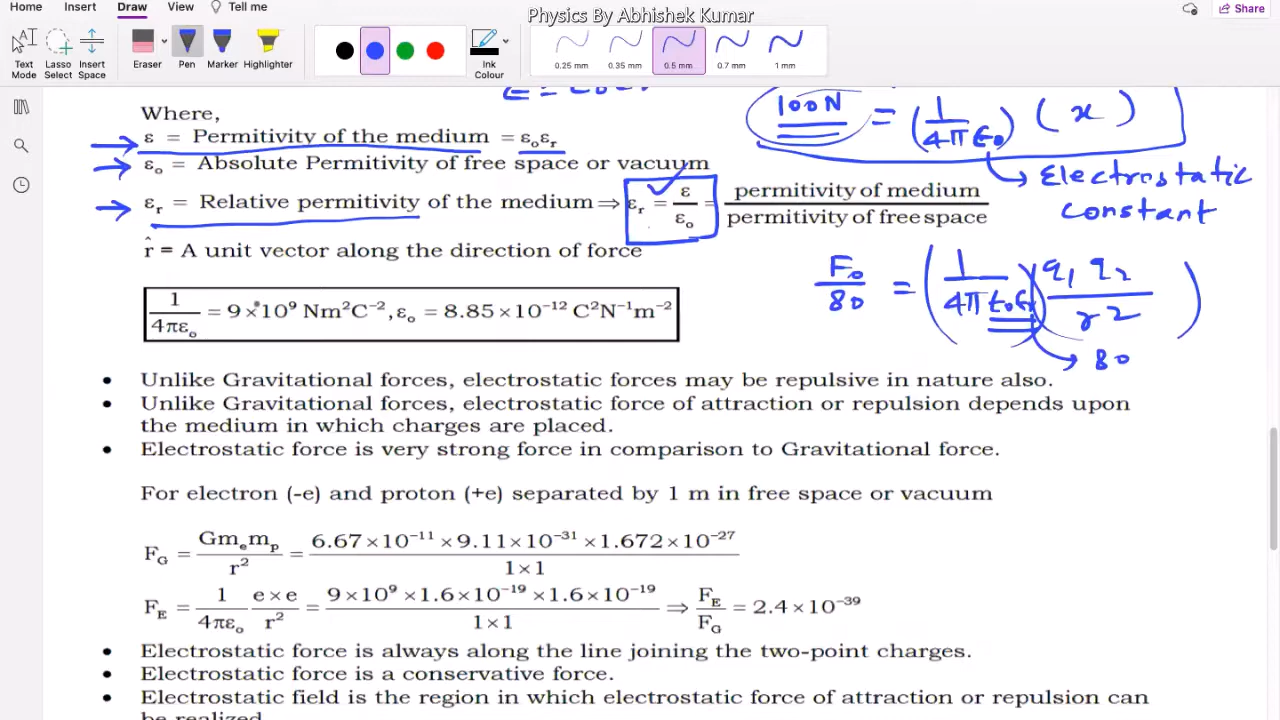 Physics By Abhishek Kumar
Home Insert Draw View Tell me
Share
Text Mode
Lasso Select
Insert Space
Eraser
Pen
Marker
Highlighter
Ink Colour
0.25 mm
0.35 mm
0.5 mm
0.7 mm
1 mm
Where,
ε = Permitivity of the medium = ε₀εᵣ
ε₀ = Absolute Permitivity of free space or vacuum
εᵣ = Relative permitivity of the medium ⇒ εᵣ = ε/ε₀ = permitivity of medium / permitivity of free space
r̂ = A unit vector along the direction of force
1/4πε₀ = 9 × 10⁹ Nm²C⁻², ε₀ = 8.85 × 10⁻¹² C²N⁻¹m⁻²
100N = (1/4π ε₀) (x)
Electrostatic
constant
F₀/80 = (1/4π ε₀εᵣ)(q₁ q₂/r²)
80
• Unlike Gravitational forces, electrostatic forces may be repulsive in nature also.
• Unlike Gravitational forces, electrostatic force of attraction or repulsion depends upon
the medium in which charges are placed.
• Electrostatic force is very strong force in comparison to Gravitational force.
For electron (-e) and proton (+e) separated by 1 m in free space or vacuum
F_G = Gmₑmₚ/r² = 6.67 × 10⁻¹¹ × 9.11 × 10⁻³¹ × 1.672 × 10⁻²⁷ / 1 × 1
F_E = 1/4πε₀ e × e/r² = 9 × 10⁹ × 1.6 × 10⁻¹⁹ × 1.6 × 10⁻¹⁹ / 1 × 1 ⇒ F_E/F_G = 2.4 × 10⁻³⁹
• Electrostatic force is always along the line joining the two-point charges.
• Electrostatic force is a conservative force.
• Electrostatic field is the region in which electrostatic force of attraction or repulsion can
be realized